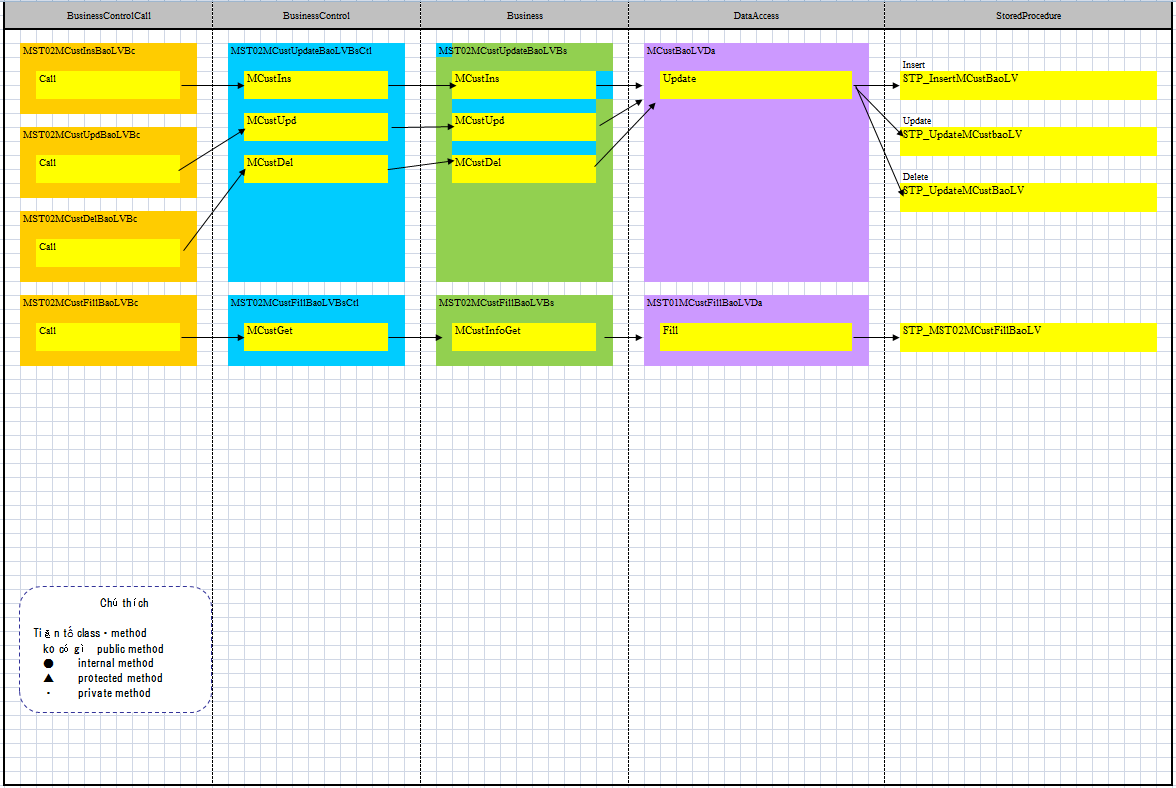 BusinessControlCall
BusinessControl
Business
DataAccess
StoredProcedure
MST02MCustInsBaoLVBc
Call
MST02MCustUpdBaoLVBc
Call
MST02MCustDelBaoLVBc
Call
MST02MCustFillBaoLVBc
Call
MST02MCustUpdateBaoLVBsCtl
MCustIns
MCustUpd
MCustDel
MST02MCustFillBaoLVBsCtl
MCustGet
MST02MCustUpdateBaoLVBs
MCustIns
MCustUpd
MCustDel
MST02MCustFillBaoLVBs
MCustInfoGet
MCustBaoLVDa
Update
MST01MCustFillBaoLVDa
Fill
Insert
STP_InsertMCustBaoLV
Update
STP_UpdateMCustbaoLV
Delete
STP_UpdateMCustBaoLV
STP_MST02MCustFillBaoLV
Chú thích
Tiền tố class・method
ko có gì public method
● internal method
▲ protected method
・ private method